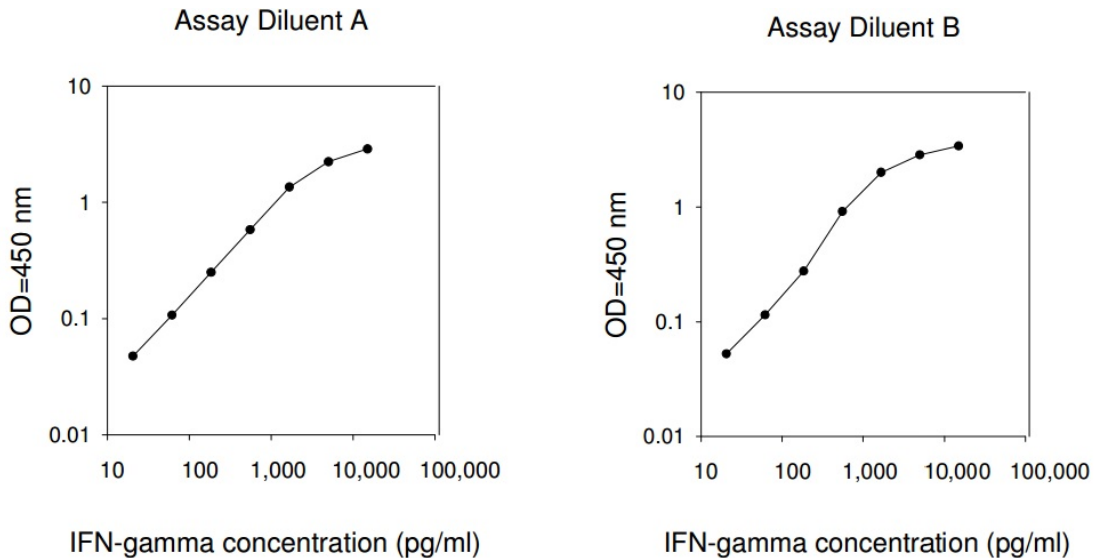 Assay Diluent A
10
1
0.1
0.01
OD=450 nm
10 100 1,000 10,000 100,000
IFN-gamma concentration (pg/ml)
Assay Diluent B
10
1
0.1
0.01
OD=450 nm
10 100 1,000 10,000 100,000
IFN-gamma concentration (pg/ml)